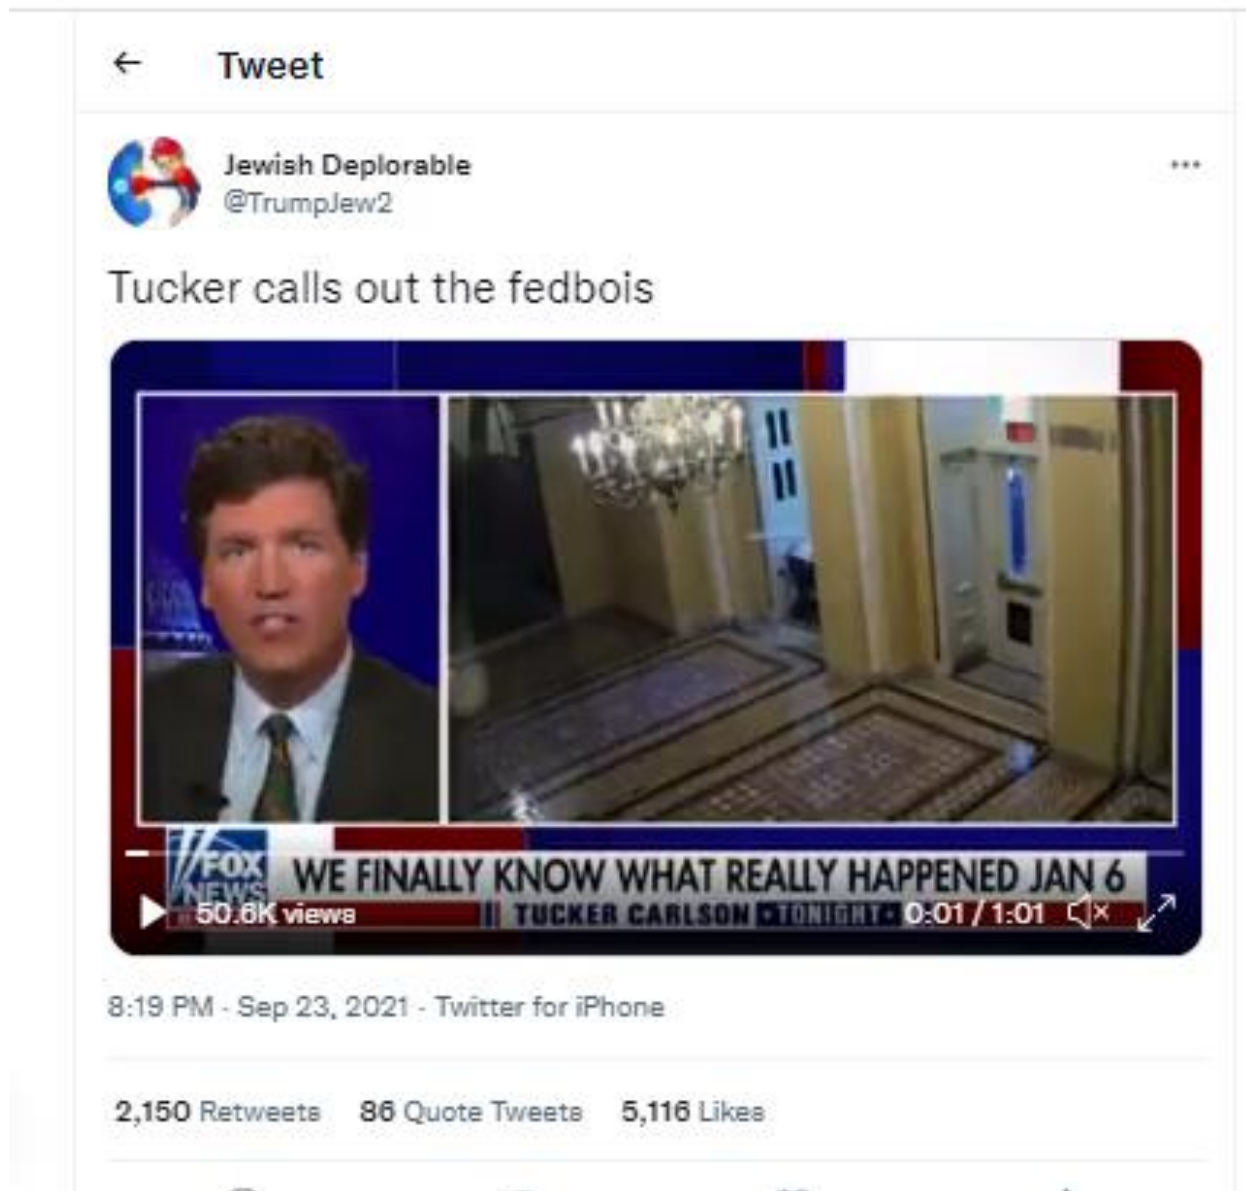 Tweet
Jewish Deplorable
@TrumpJew2
Tucker calls out the fedbois
FOX
NEWS
WE FINALLY KNOW WHAT REALLY HAPPENED JAN 6
TUCKER CARLSON TONIGHT
50.6K views
0:01 / 1:01
8:19 PM · Sep 23, 2021 · Twitter for iPhone
2,150 Retweets 86 Quote Tweets 5,116 Likes